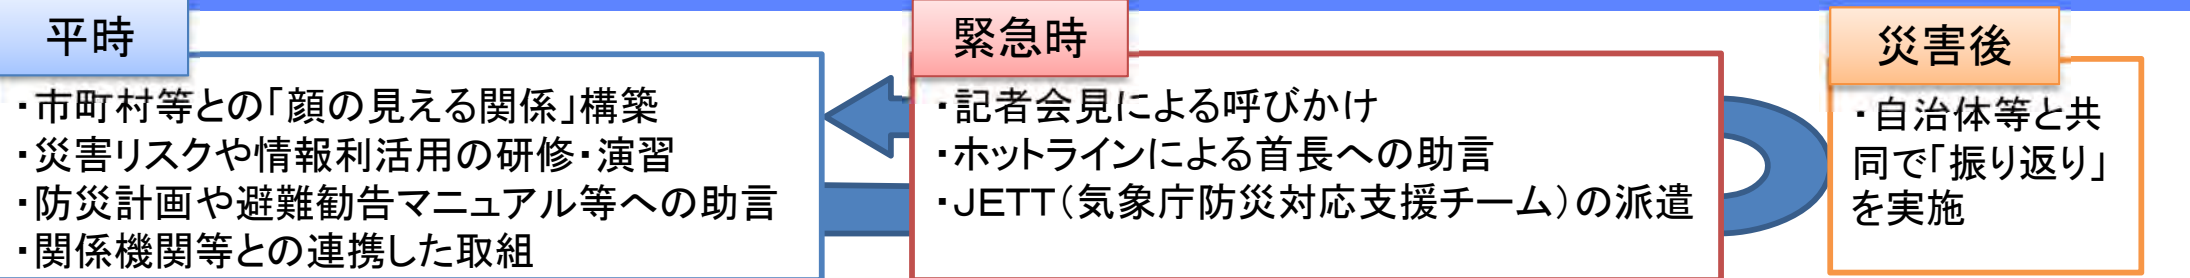 平時
・市町村等との「顔の見える関係」構築
・災害リスクや情報利活用の研修・演習
・防災計画や避難勧告マニュアル等への助言
・関係機関等との連携した取組
緊急時
・記者会見による呼びかけ
・ホットラインによる首長への助言
・JETT(気象庁防災対応支援チーム)の派遣
災害後
・自治体等と共
同で「振り返り」
を実施